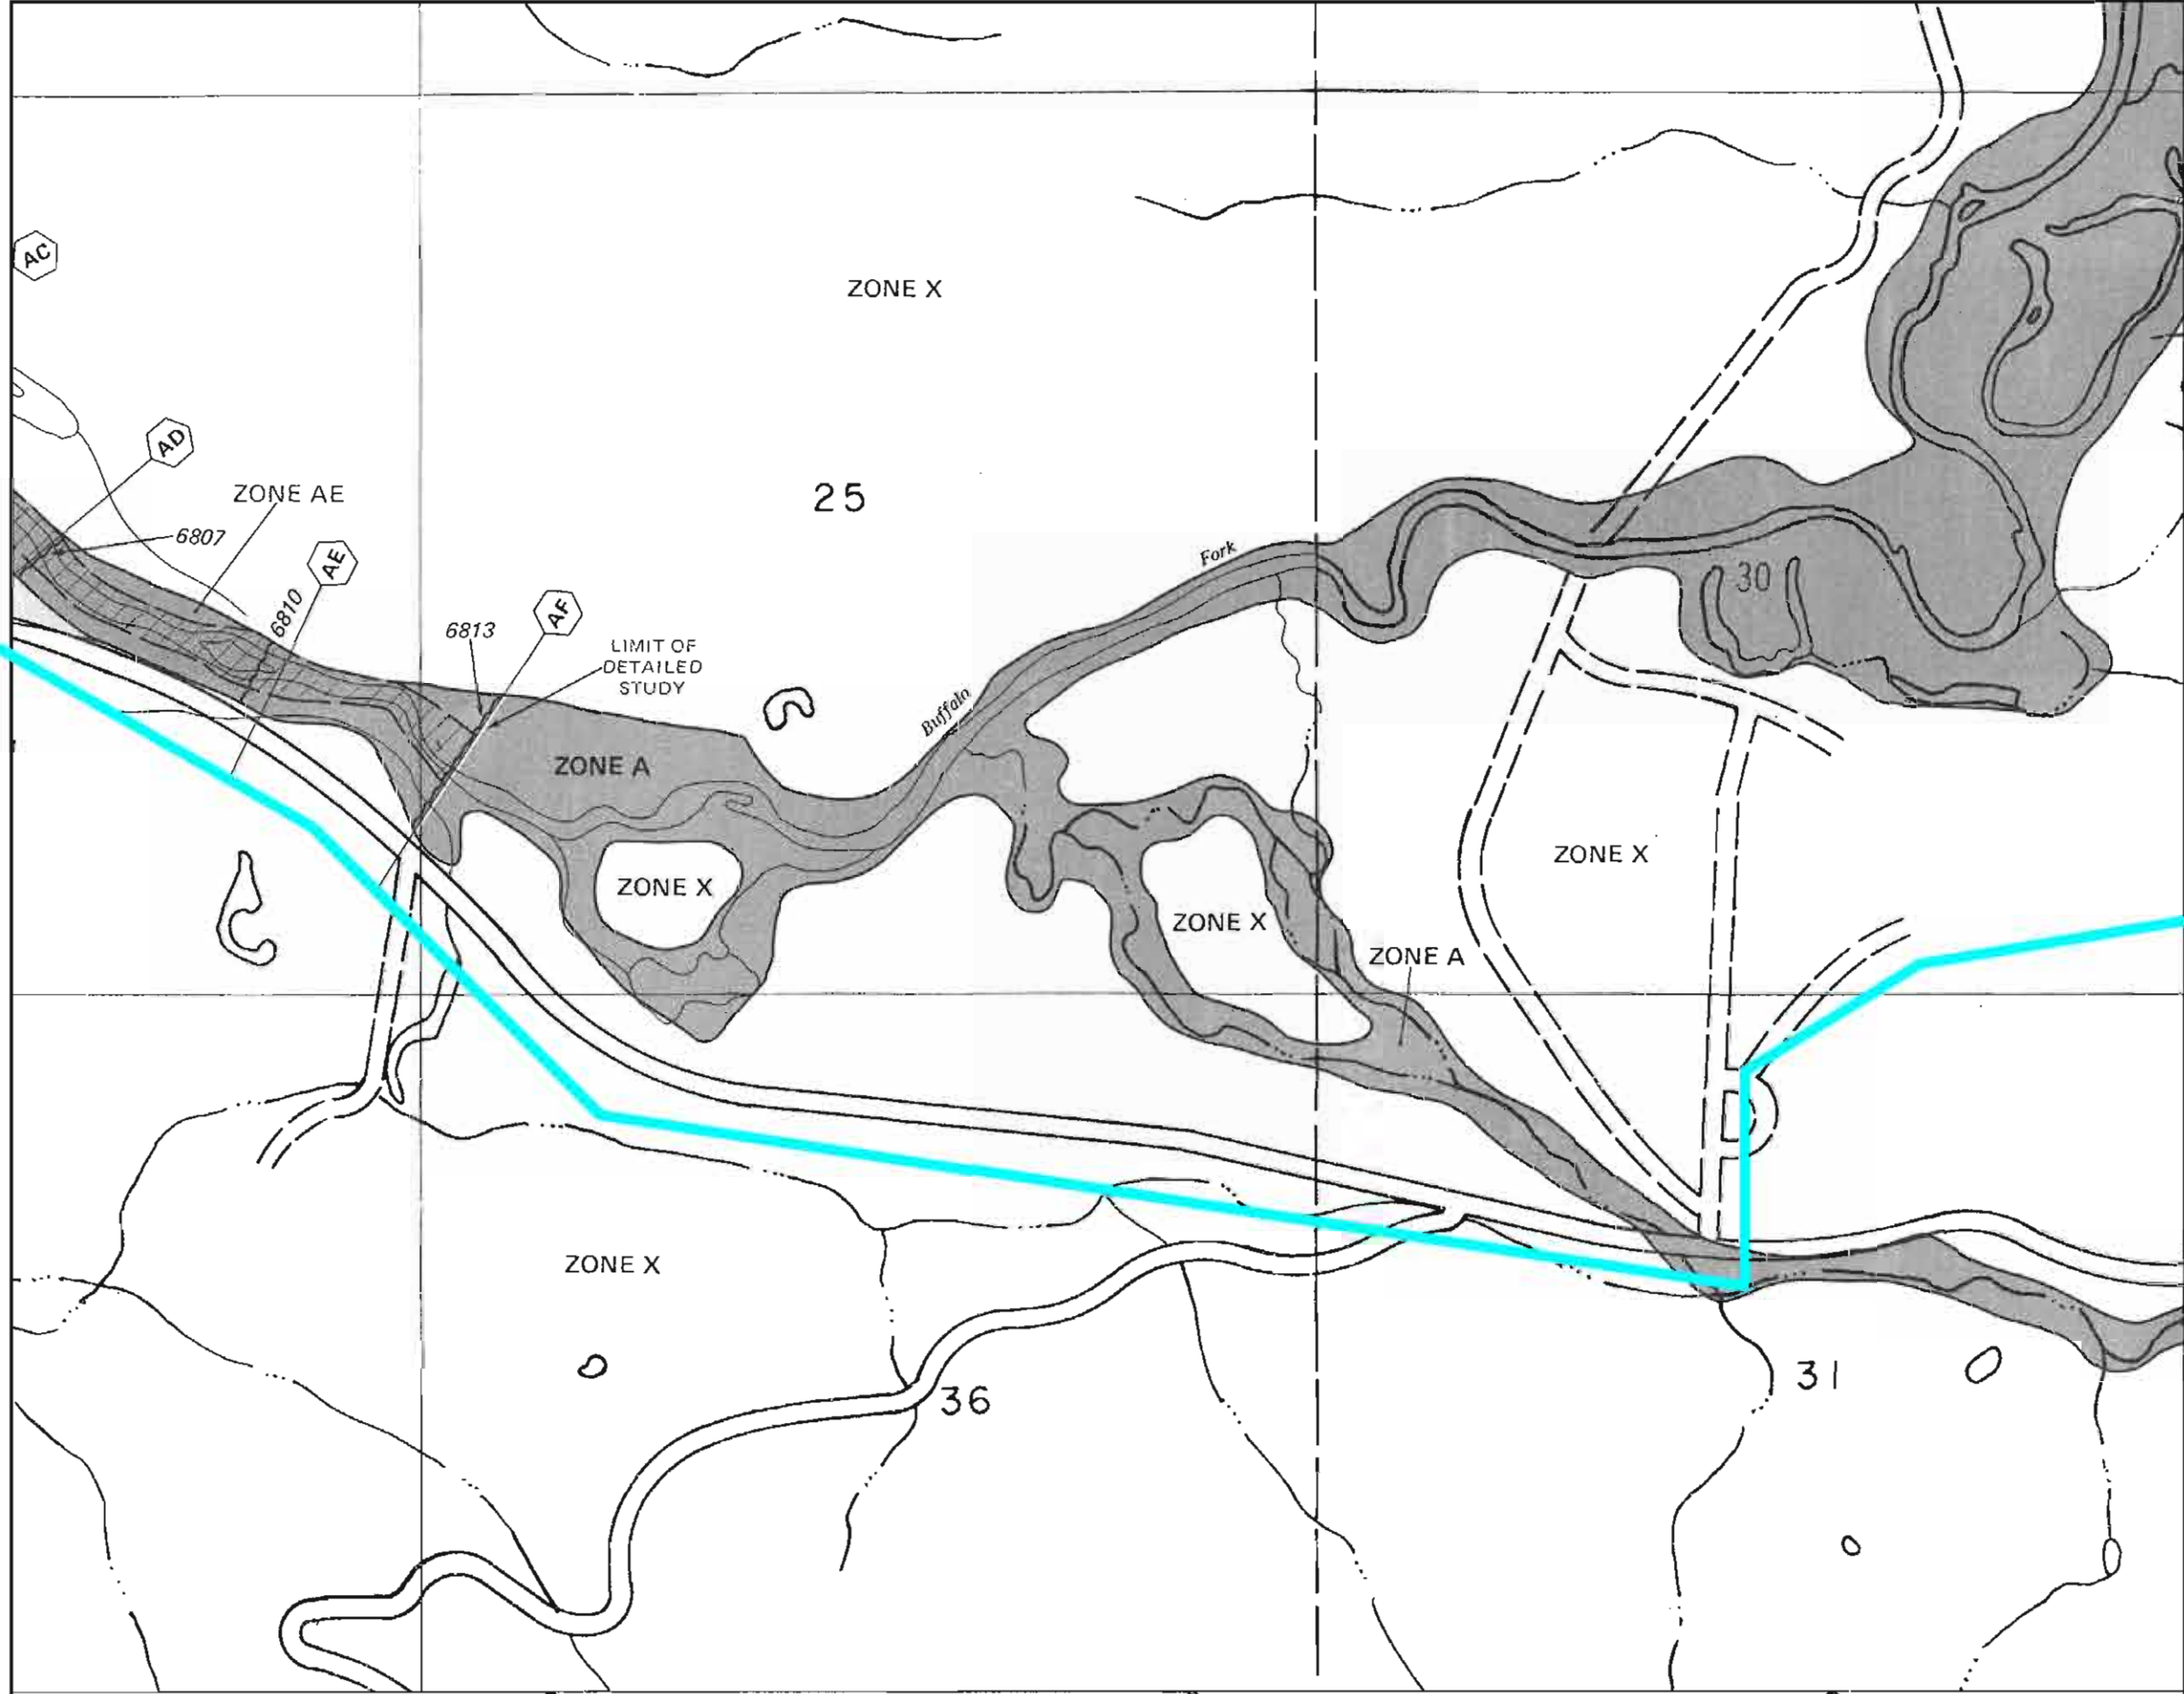 AC
ZONE X
AD
ZONE AE
25
6807
AE
6810
Fork
30
AF
6813
LIMIT OF
DETAILED
STUDY
Buffalo
ZONE A
ZONE X
ZONE X
ZONE X
ZONE A
ZONE X
31
36